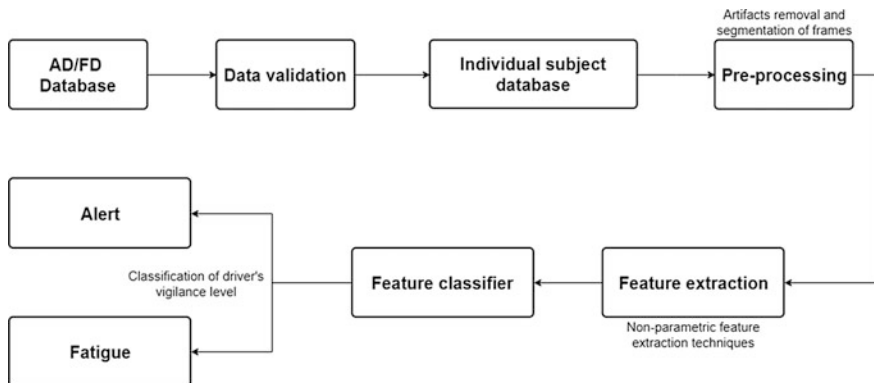 Artifacts removal and
segmentation of frames
AD/FD
Database
Data validation
Individual subject
database
Pre-processing
Alert
Classification of driver's
vigilance level
Feature classifier
Feature extraction
Non-parametric feature
extraction techniques
Fatigue